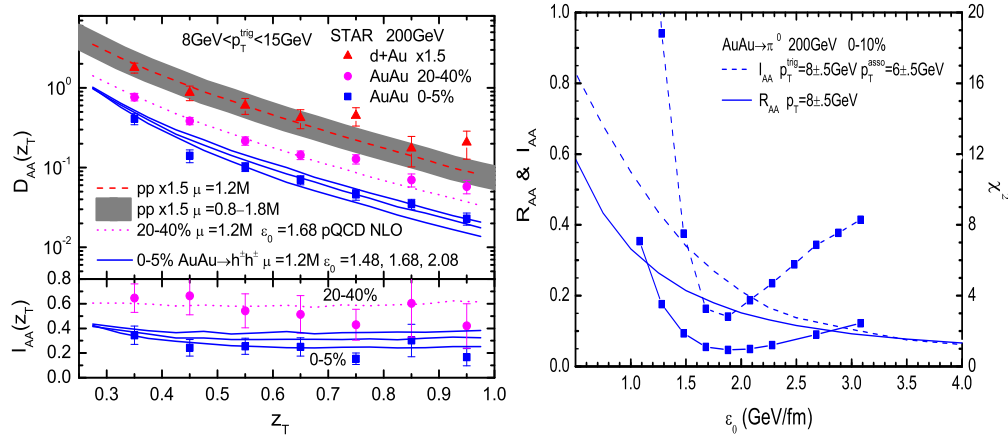 8GeV<p_T^trig<15GeV
STAR 200GeV
d+Au x1.5
AuAu 20-40%
AuAu 0-5%
10^0
10^-1
10^-2
D_AA(z_T)
pp x1.5 μ =1.2M
pp x1.5 μ =0.8–1.8M
20-40% μ =1.2M ε_0 =1.68 pQCD NLO
0-5% AuAu→h^±h^± μ =1.2M ε_0 =1.48, 1.68, 2.08
0.8
0.6
0.4
0.2
0.0
I_AA(z_T)
20-40%
0-5%
0.2 0.3 0.4 0.5 0.6 0.7 0.8 0.9 1.0
z_T
1.0
0.8
0.6
0.4
0.2
0.0
R_AA & I_AA
AuAu→π^0 200GeV 0-10%
I_AA p_T^trig=8±.5GeV p_T^asso=6±.5GeV
R_AA p_T=8±.5GeV
20
16
12
8
4
0
χ^2
1.0 1.5 2.0 2.5 3.0 3.5 4.0
ε_0 (GeV/fm)